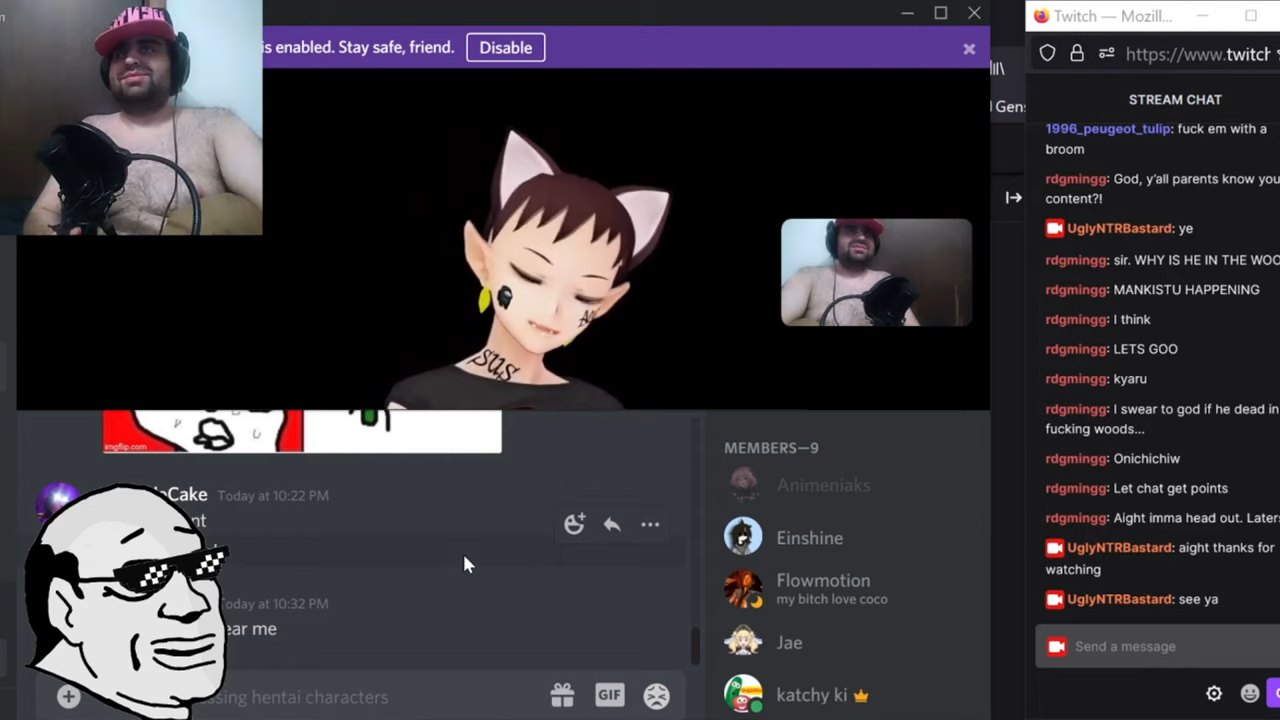 is enabled. Stay safe, friend.
Disable
Twitch — Mozill...
https://www.twitch
Gens
STREAM CHAT
1996_peugeot_tulip: fuck em with a
broom
rdgmingg: God, y'all parents know you
content?!
UglyNTRBastard: ye
rdgmingg: sir. WHY IS HE IN THE WOO
rdgmingg: MANKISTU HAPPENING
rdgmingg: I think
rdgmingg: LETS GOO
rdgmingg: kyaru
rdgmingg: I swear to god if he dead in
fucking woods...
rdgmingg: Onichichiw
rdgmingg: Let chat get points
rdgmingg: Aight imma head out. Later
UglyNTRBastard: aight thanks for
watching
UglyNTRBastard: see ya
Send a message
sus
imgflip.com
Cake Today at 10:22 PM
nt
Today at 10:32 PM
ear me
sing hentai characters
GIF
MEMBERS—9
Animeniaks
Einshine
Flowmotion
my bitch love coco
Jae
katchy ki